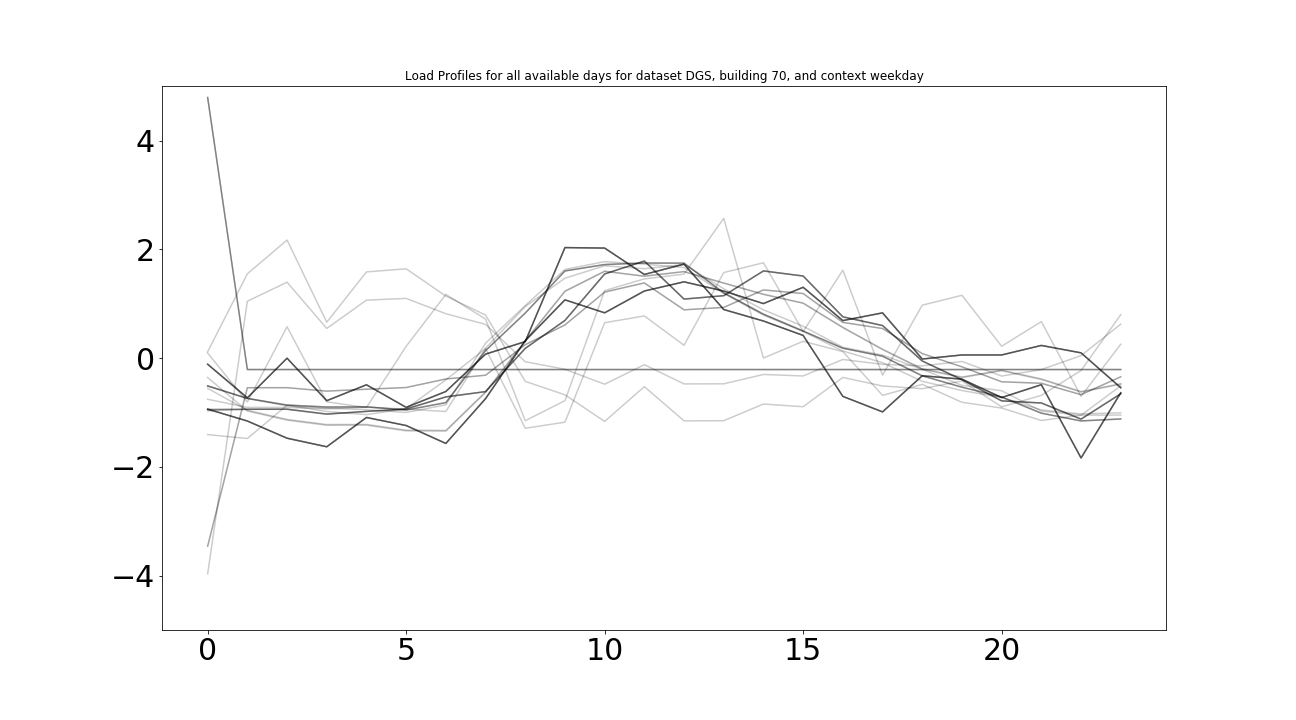 Load Profiles for all available days for dataset DGS, building 70, and context weekday
4
2
0
−2
−4
0 5 10 15 20